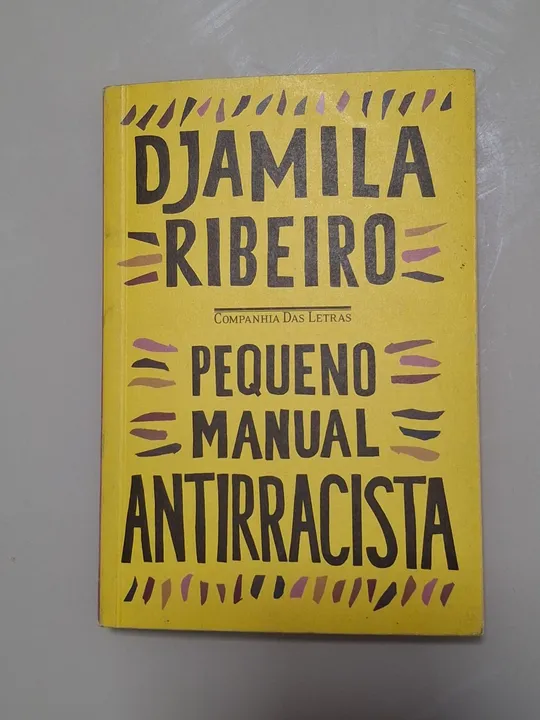 DJAMILA
RIBEIRO
COMPANHIA DAS LETRAS
PEQUENO
MANUAL
ANTIRRACISTA